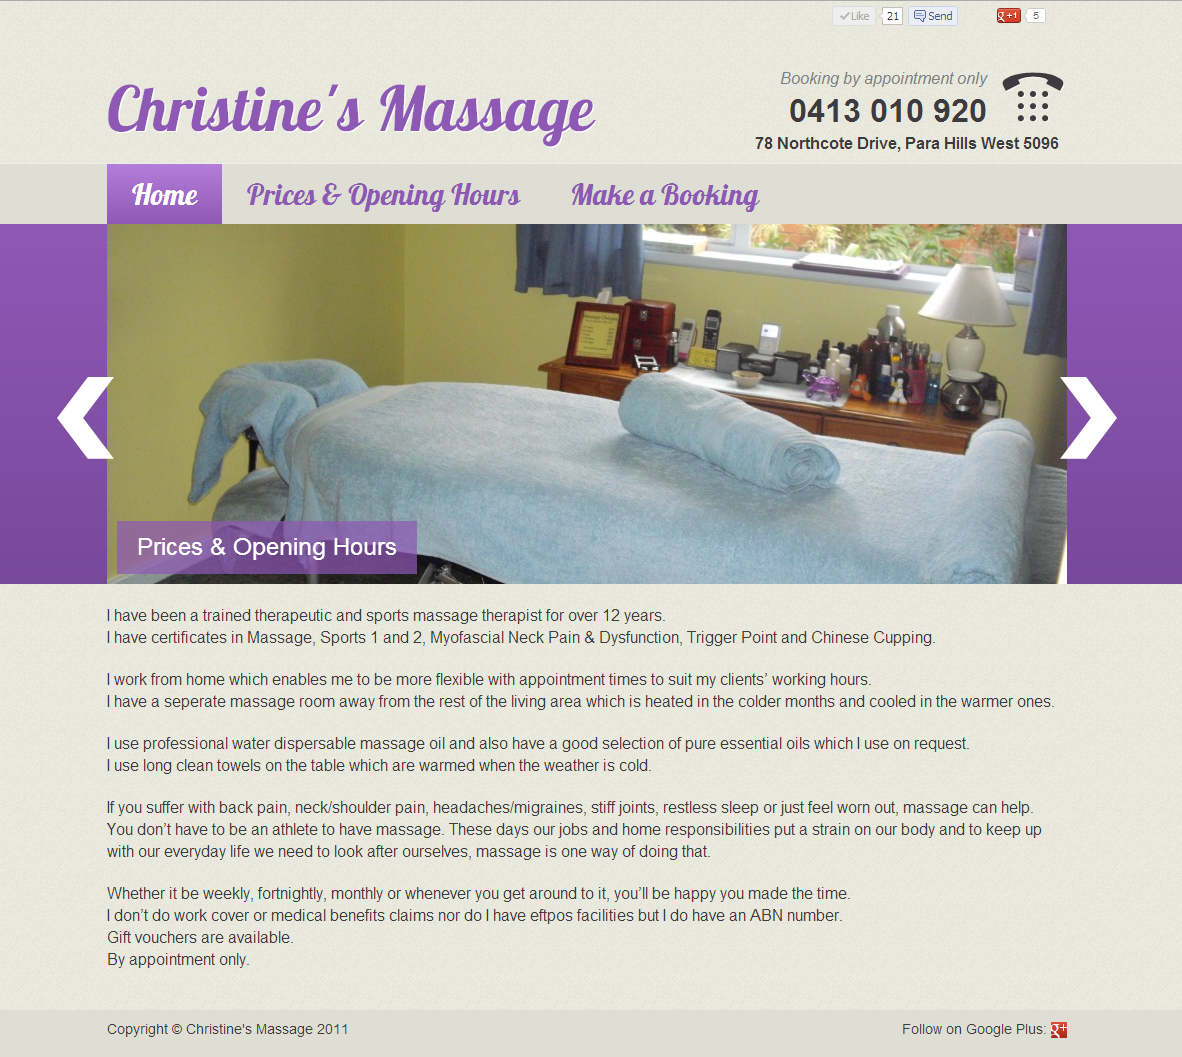 Like 21 Send +1 5
Christine's Massage
Booking by appointment only
0413 010 920
78 Northcote Drive, Para Hills West 5096
Home Prices & Opening Hours Make a Booking
Prices & Opening Hours
I have been a trained therapeutic and sports massage therapist for over 12 years.
I have certificates in Massage, Sports 1 and 2, Myofascial Neck Pain & Dysfunction, Trigger Point and Chinese Cupping.
I work from home which enables me to be more flexible with appointment times to suit my clients’ working hours.
I have a seperate massage room away from the rest of the living area which is heated in the colder months and cooled in the warmer ones.
I use professional water dispersable massage oil and also have a good selection of pure essential oils which I use on request.
I use long clean towels on the table which are warmed when the weather is cold.
If you suffer with back pain, neck/shoulder pain, headaches/migraines, stiff joints, restless sleep or just feel worn out, massage can help.
You don’t have to be an athlete to have massage. These days our jobs and home responsibilities put a strain on our body and to keep up
with our everyday life we need to look after ourselves, massage is one way of doing that.
Whether it be weekly, fortnightly, monthly or whenever you get around to it, you’ll be happy you made the time.
I don’t do work cover or medical benefits claims nor do I have eftpos facilities but I do have an ABN number.
Gift vouchers are available.
By appointment only.
Copyright © Christine's Massage 2011
Follow on Google Plus: g+